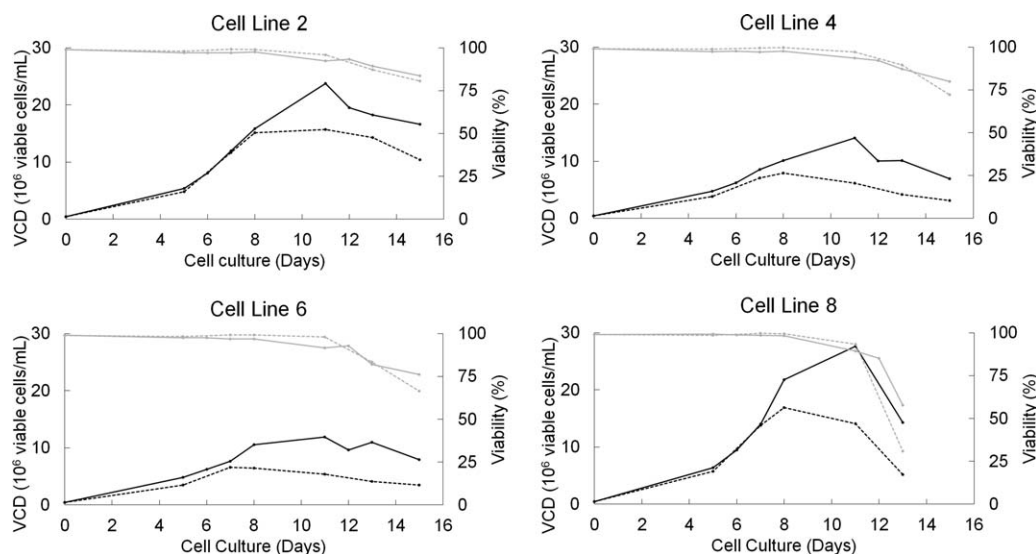 Cell Line 2
30
20
10
0
VCD (10⁶ viable cells/mL)
100
75
50
25
0
Viability (%)
0 2 4 6 8 10 12 14 16
Cell culture (Days)
Cell Line 4
30
20
10
0
VCD (10⁶ viable cells/mL)
100
75
50
25
0
Viability (%)
0 2 4 6 8 10 12 14 16
Cell Culture (Days)
Cell Line 6
30
20
10
0
VCD (10⁶ viable cells/mL)
100
75
50
25
0
Viability (%)
0 2 4 6 8 10 12 14 16
Cell Culture (Days)
Cell Line 8
30
20
10
0
VCD (10⁶ viable cells/mL)
100
75
50
25
0
Viability (%)
0 2 4 6 8 10 12 14 16
Cell Culture (Days)